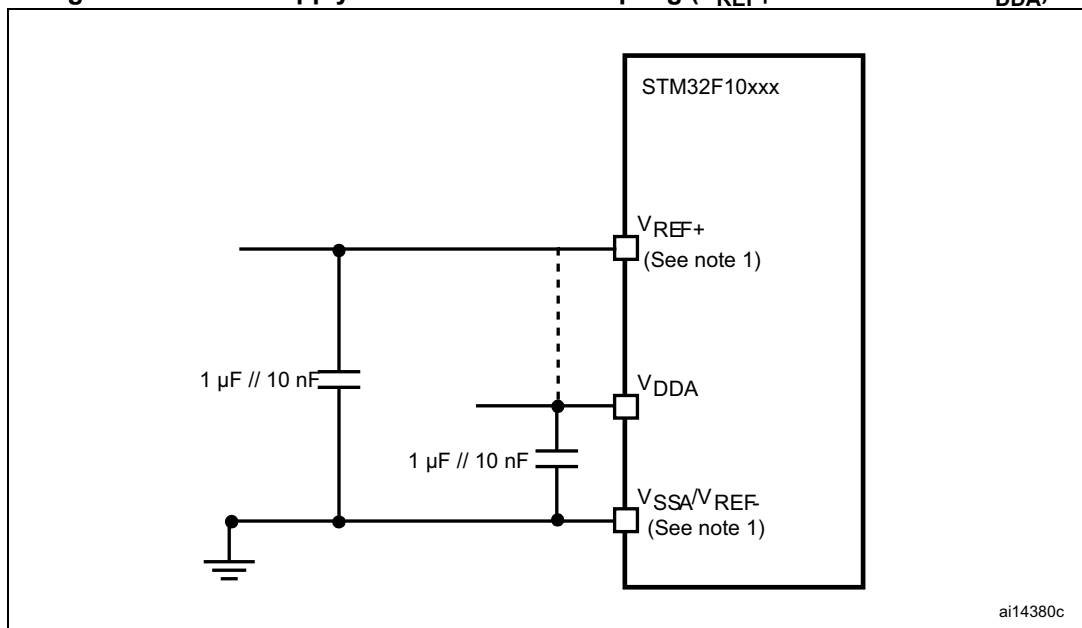 STM32F10xxx
VREF+
(See note 1)
1 µF // 10 nF
VDDA
1 µF // 10 nF
VSSA/VREF-
(See note 1)
ai14380c